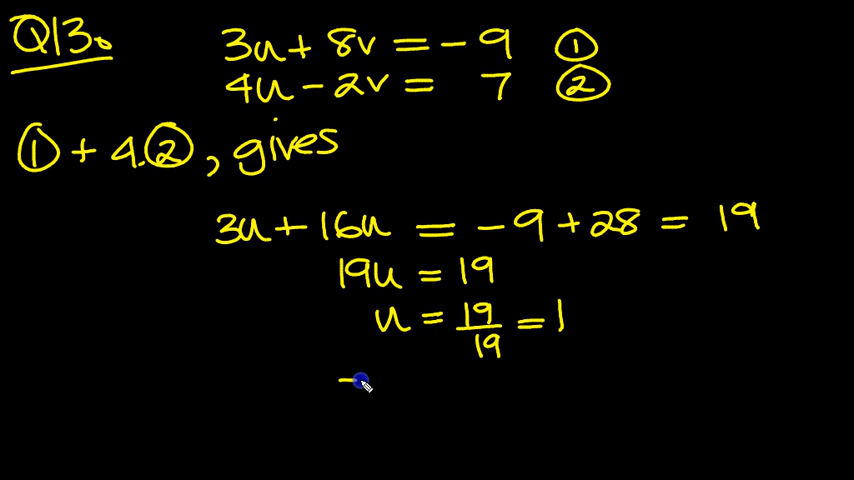 Q13.
3u + 8v = -9 ①
4u - 2v = 7 ②
① + 4.②, gives
3u + 16u = -9 + 28 = 19
19u = 19
u = 19/19 = 1
-